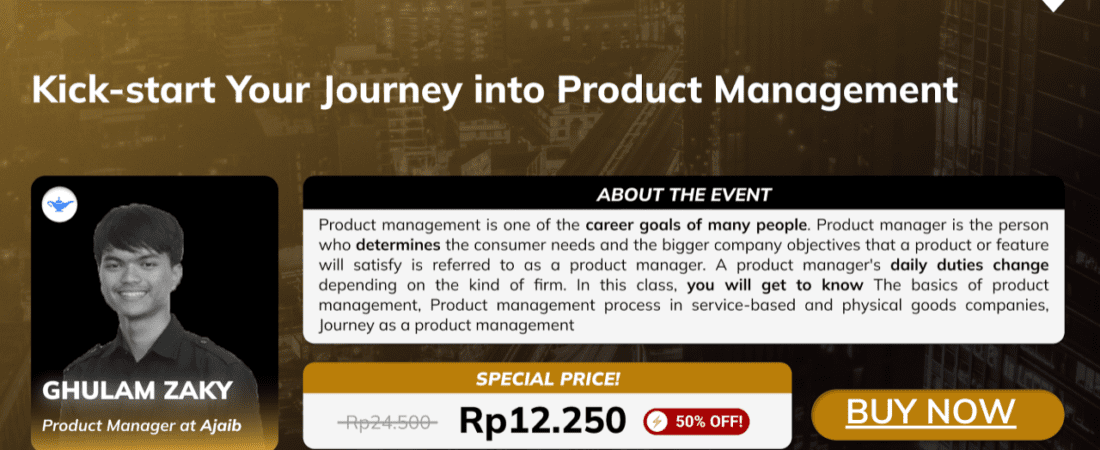 Kick-start Your Journey into Product Management
ABOUT THE EVENT
Product management is one of the career goals of many people. Product manager is the person
who determines the consumer needs and the bigger company objectives that a product or feature
will satisfy is referred to as a product manager. A product manager's daily duties change
depending on the kind of firm. In this class, you will get to know The basics of product
management, Product management process in service-based and physical goods companies,
Journey as a product management
GHULAM ZAKY
Product Manager at Ajaib
SPECIAL PRICE!
Rp24.500 Rp12.250 50% OFF!
BUY NOW